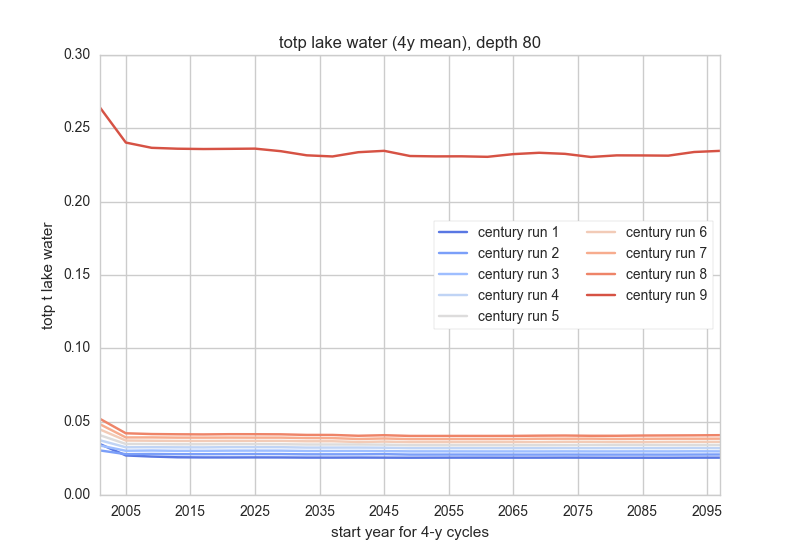 totp lake water (4y mean), depth 80
0.30
0.25
0.20
0.15
0.10
0.05
0.00
totp t lake water
century run 1
century run 2
century run 3
century run 4
century run 5
century run 6
century run 7
century run 8
century run 9
2005 2015 2025 2035 2045 2055 2065 2075 2085 2095
start year for 4-y cycles